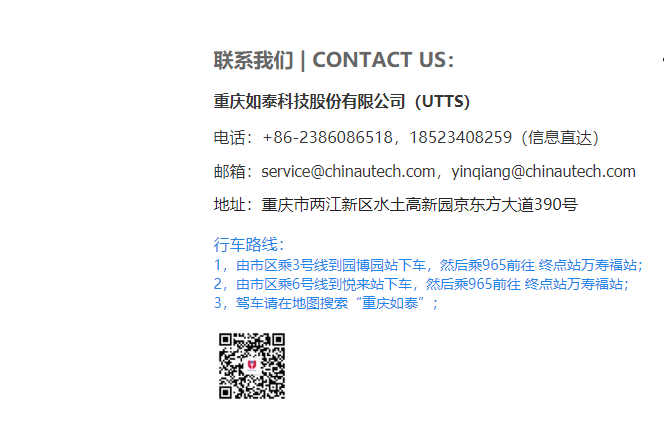 联系我们 | CONTACT US：
重庆如泰科技股份有限公司（UTTS）
电话：+86-2386086518，18523408259（信息直达）
邮箱：service@chinautech.com，yinqiang@chinautech.com
地址：重庆市两江新区水土高新园京东方大道390号
行车路线：
1，由市区乘3号线到园博园站下车，然后乘965前往 终点站万寿福站；
2，由市区乘6号线到悦来站下车，然后乘965前往 终点站万寿福站；
3，驾车请在地图搜索“重庆如泰”；